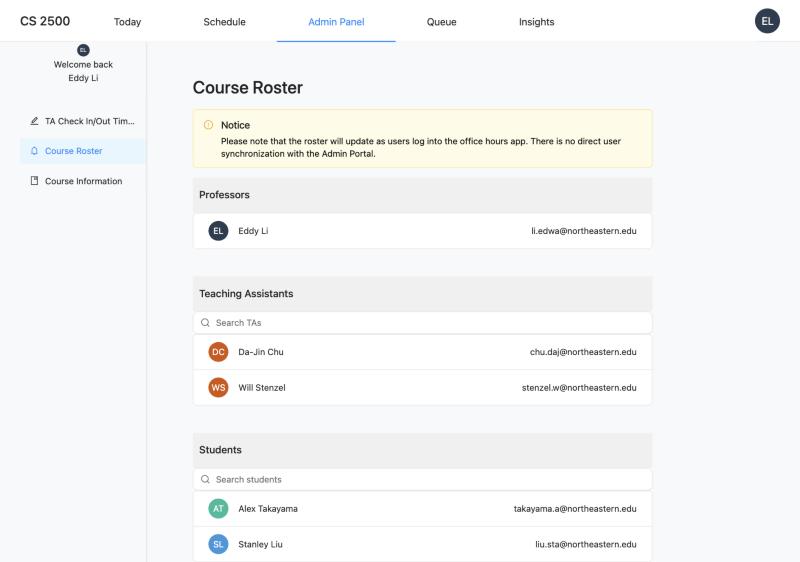 CS 2500
Today
Schedule
Admin Panel
Queue
Insights
EL
EL
Welcome back
Eddy Li
TA Check In/Out Tim...
Course Roster
Course Information
Course Roster
Notice
Please note that the roster will update as users log into the office hours app. There is no direct user
synchronization with the Admin Portal.
Professors
EL Eddy Li li.edwa@northeastern.edu
Teaching Assistants
Search TAs
DC Da-Jin Chu chu.daj@northeastern.edu
WS Will Stenzel stenzel.w@northeastern.edu
Students
Search students
AT Alex Takayama takayama.a@northeastern.edu
SL Stanley Liu liu.sta@northeastern.edu